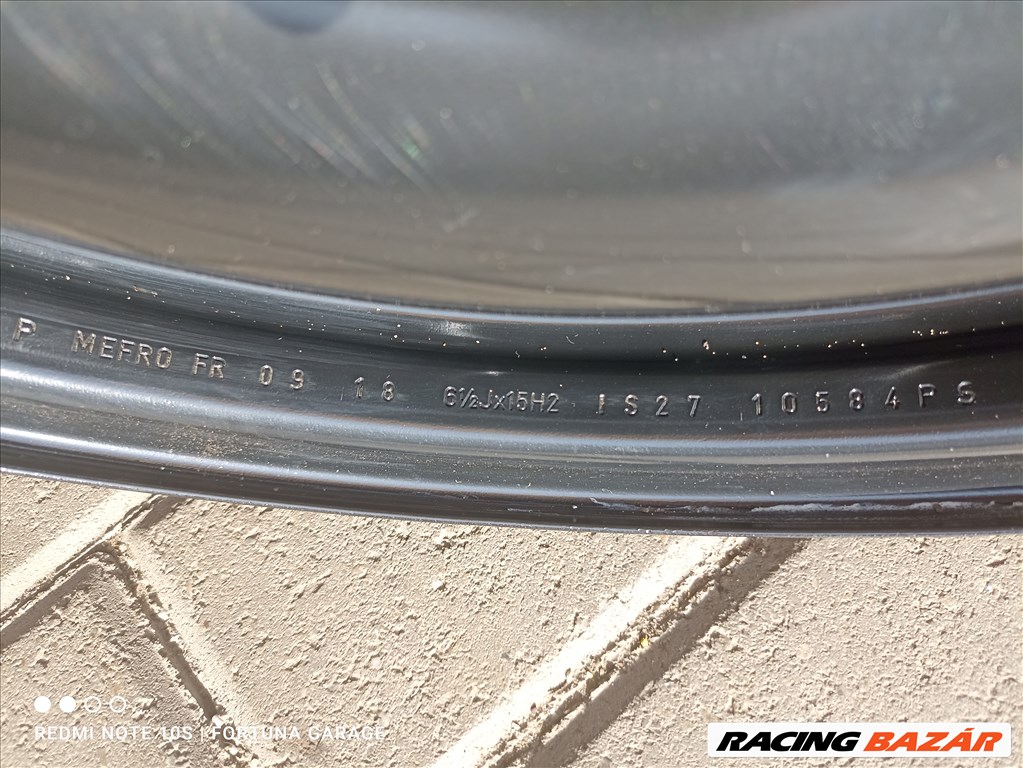 P MEFRO FR 09 18 6½Jx15H2 IS27 10584PS
REDMI NOTE 10S | FORTUNA GARAGE
RACING BAZÁR